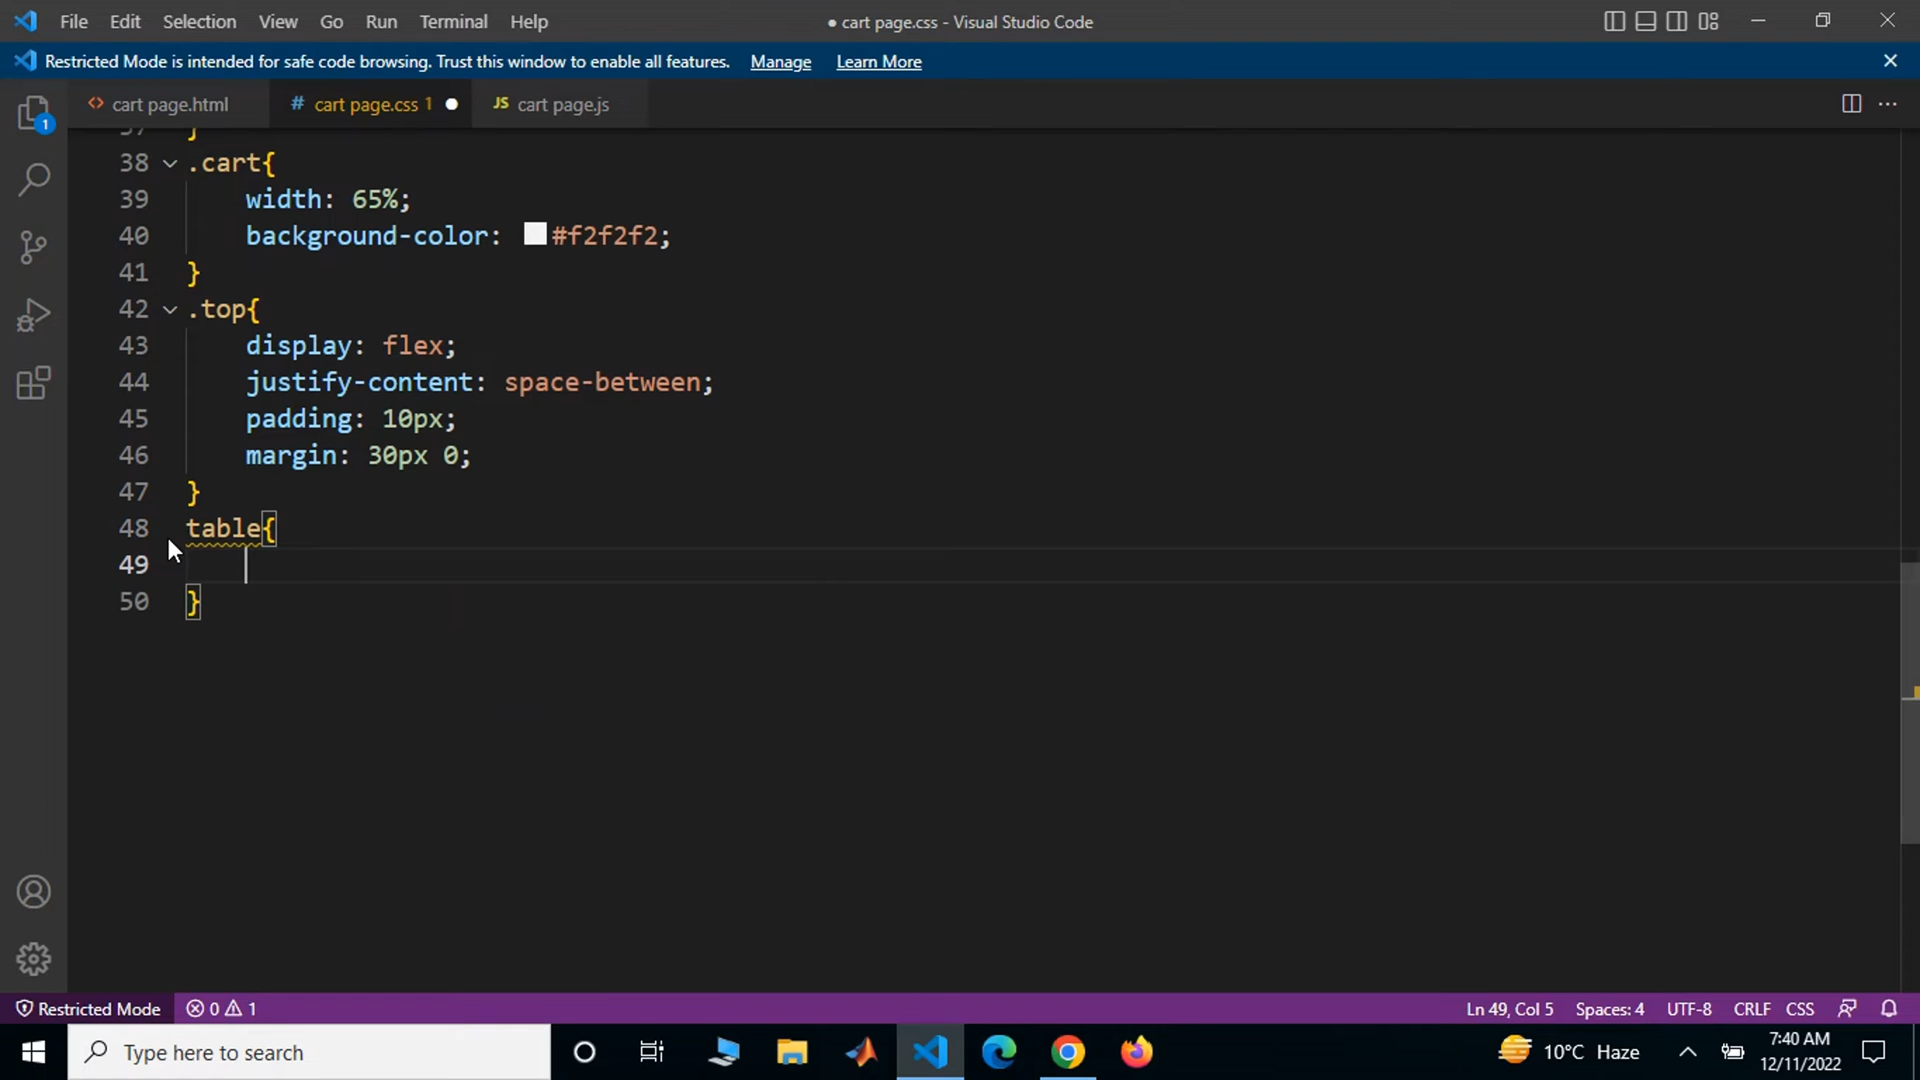 File Edit Selection View Go Run Terminal Help ● cart page.css - Visual Studio Code
Restricted Mode is intended for safe code browsing. Trust this window to enable all features. Manage Learn More
<> cart page.html # cart page.css 1 ● JS cart page.js
37 }
38 .cart{
39 width: 65%;
40 background-color: #f2f2f2;
41 }
42 .top{
43 display: flex;
44 justify-content: space-between;
45 padding: 10px;
46 margin: 30px 0;
47 }
48 table{
49
50 }
1
Restricted Mode 0 1 Ln 49, Col 5 Spaces: 4 UTF-8 CRLF CSS
Type here to search 10°C Haze 7:40 AM
12/11/2022